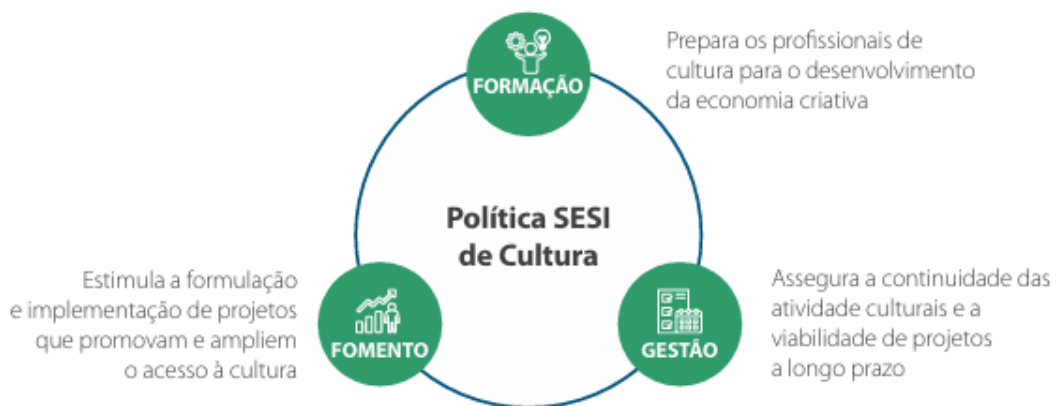 FORMAÇÃO
Prepara os profissionais de
cultura para o desenvolvimento
da economia criativa
Política SESI
de Cultura
Estimula a formulação
e implementação de projetos
que promovam e ampliem
o acesso à cultura
FOMENTO
GESTÃO
Assegura a continuidade das
atividade culturais e a
viabilidade de projetos
a longo prazo